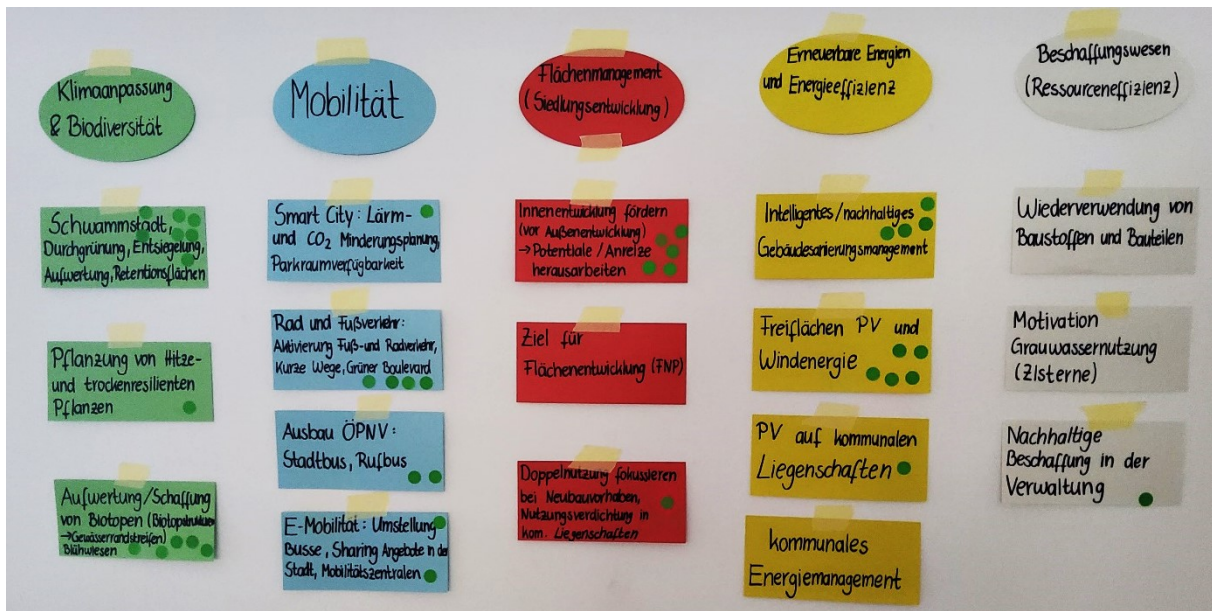 Klimaanpassung
& Biodiversität
Schwammstadt,
Durchgrünung, Entsiegelung,
Aufwertung, Retentionsflächen
Pflanzung von Hitze-
und trockenresilienten
Pflanzen
Aufwertung/Schaffung
von Biotopen (Biotopstrukturen
→Gewässerrandstreifen)
Blühwiesen
Mobilität
Smart City: Lärm-
und CO2 Minderungsplanung,
Parkraumverfügbarkeit
Rad und Fußverkehr:
Aktivierung Fuß- und Radverkehr,
Kurze Wege, Grüner Boulevard
Ausbau ÖPNV:
Stadtbus, Rufbus
E-Mobilität: Umstellung
Busse, Sharing Angebote in der
Stadt, Mobilitätszentralen
Flächenmanagement
(Siedlungsentwicklung)
Innenentwicklung fördern
(vor Außenentwicklung)
→Potentiale/Anreize
herausarbeiten
Ziel für
Flächenentwicklung (FNP)
Doppelnutzung fokussieren
bei Neubauvorhaben,
Nutzungsverdichtung in
kom. Liegenschaften
Erneuerbare Energien
und Energieeffizienz
Intelligentes/nachhaltiges
Gebäudesanierungsmanagement
Freiflächen PV und
Windenergie
PV auf kommunalen
Liegenschaften
kommunales
Energiemanagement
Beschaffungswesen
(Ressourceneffizienz)
Wiederverwendung von
Baustoffen und Bauteilen
Motivation
Grauwassernutzung
(ZIsterne)
Nachhaltige
Beschaffung in der
Verwaltung